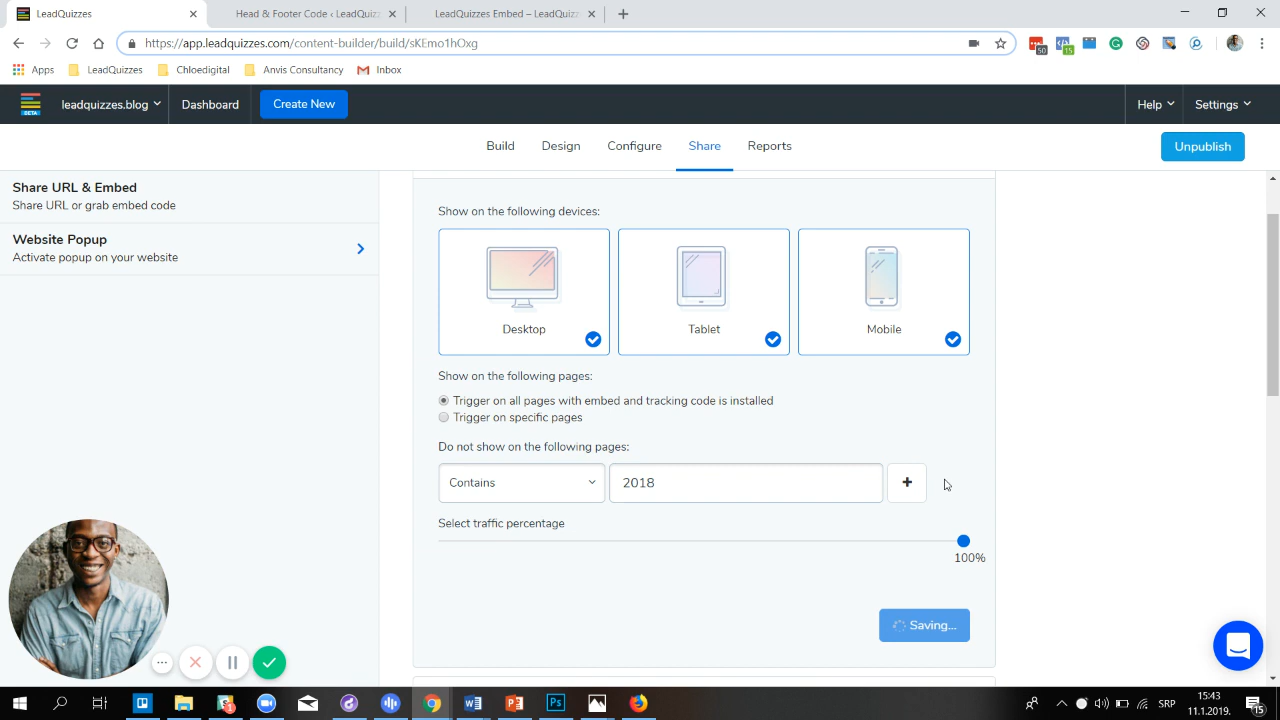 LeadQuizzes
Head & Footer Code ‹ LeadQuizz
LeadQuizzes Embed – LeadQuizz
https://app.leadquizzes.com/content-builder/build/sKEmo1hOxg
50
15
Apps
LeadQuizzes
Chloedigital
Anvis Consultancy
Inbox
BETA
leadquizzes.blog
Dashboard
Create New
Help
Settings
Build
Design
Configure
Share
Reports
Unpublish
Share URL & Embed
Share URL or grab embed code
Website Popup
Activate popup on your website
Show on the following devices:
Desktop
Tablet
Mobile
Show on the following pages:
Trigger on all pages with embed and tracking code is installed
Trigger on specific pages
Do not show on the following pages:
Contains
2018
+
Select traffic percentage
100%
Saving...
Ps
SRP
15:43
11.1.2019.
15